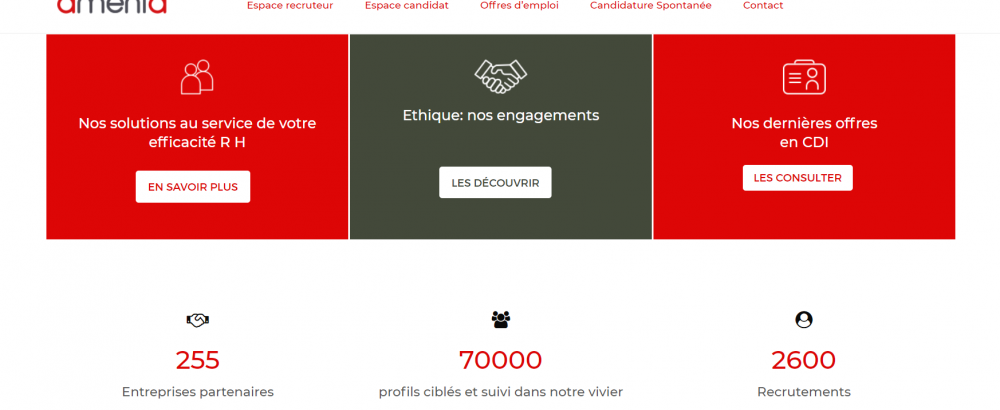 amenia
Espace recruteur Espace candidat Offres d'emploi Candidature Spontanée Contact
Nos solutions au service de votre
efficacité R H
EN SAVOIR PLUS
Ethique: nos engagements
LES DÉCOUVRIR
Nos dernières offres
en CDI
LES CONSULTER
255
Entreprises partenaires
70000
profils ciblés et suivi dans notre vivier
2600
Recrutements